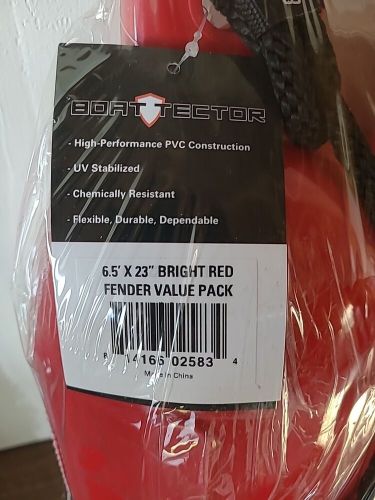 BOATTECTOR
- High-Performance PVC Construction
- UV Stabilized
- Chemically Resistant
- Flexible, Durable, Dependable
6.5' X 23" BRIGHT RED
FENDER VALUE PACK
8 14166 02583 4
Made In China